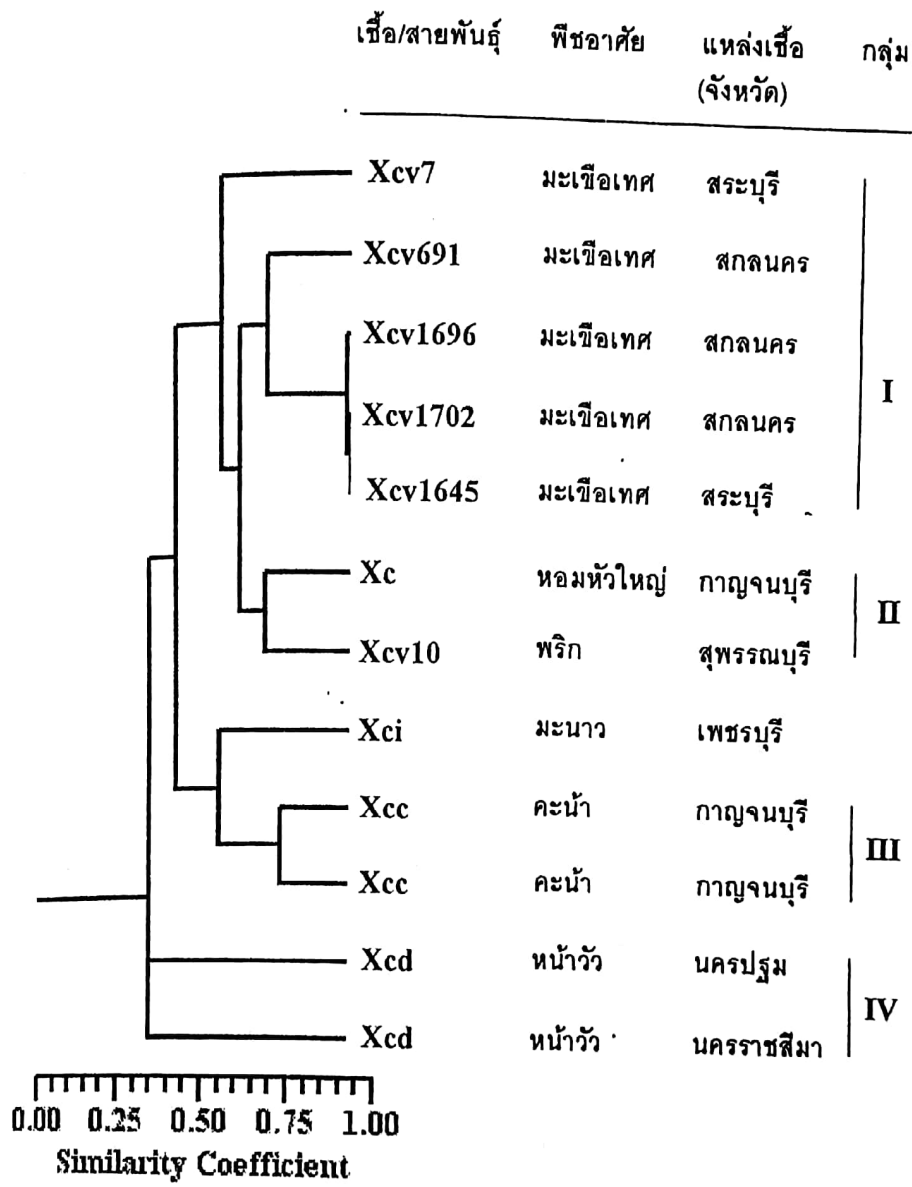 เชื้อ/สายพันธุ์ พืชอาศัย แหล่งเชื้อ กลุ่ม
(จังหวัด)
Xcv7 มะเขือเทศ สระบุรี
Xcv691 มะเขือเทศ สกลนคร
Xcv1696 มะเขือเทศ สกลนคร
I
Xcv1702 มะเขือเทศ สกลนคร
Xcv1645 มะเขือเทศ สระบุรี
Xc หอมหัวใหญ่ กาญจนบุรี
II
Xcv10 พริก สุพรรณบุรี
Xci มะนาว เพชรบุรี
Xcc คะน้า กาญจนบุรี
III
Xcc คะน้า กาญจนบุรี
Xcd หน้าวัว นครปฐม
IV
Xcd หน้าวัว นครราชสีมา
0.00 0.25 0.50 0.75 1.00
Similarity Coefficient